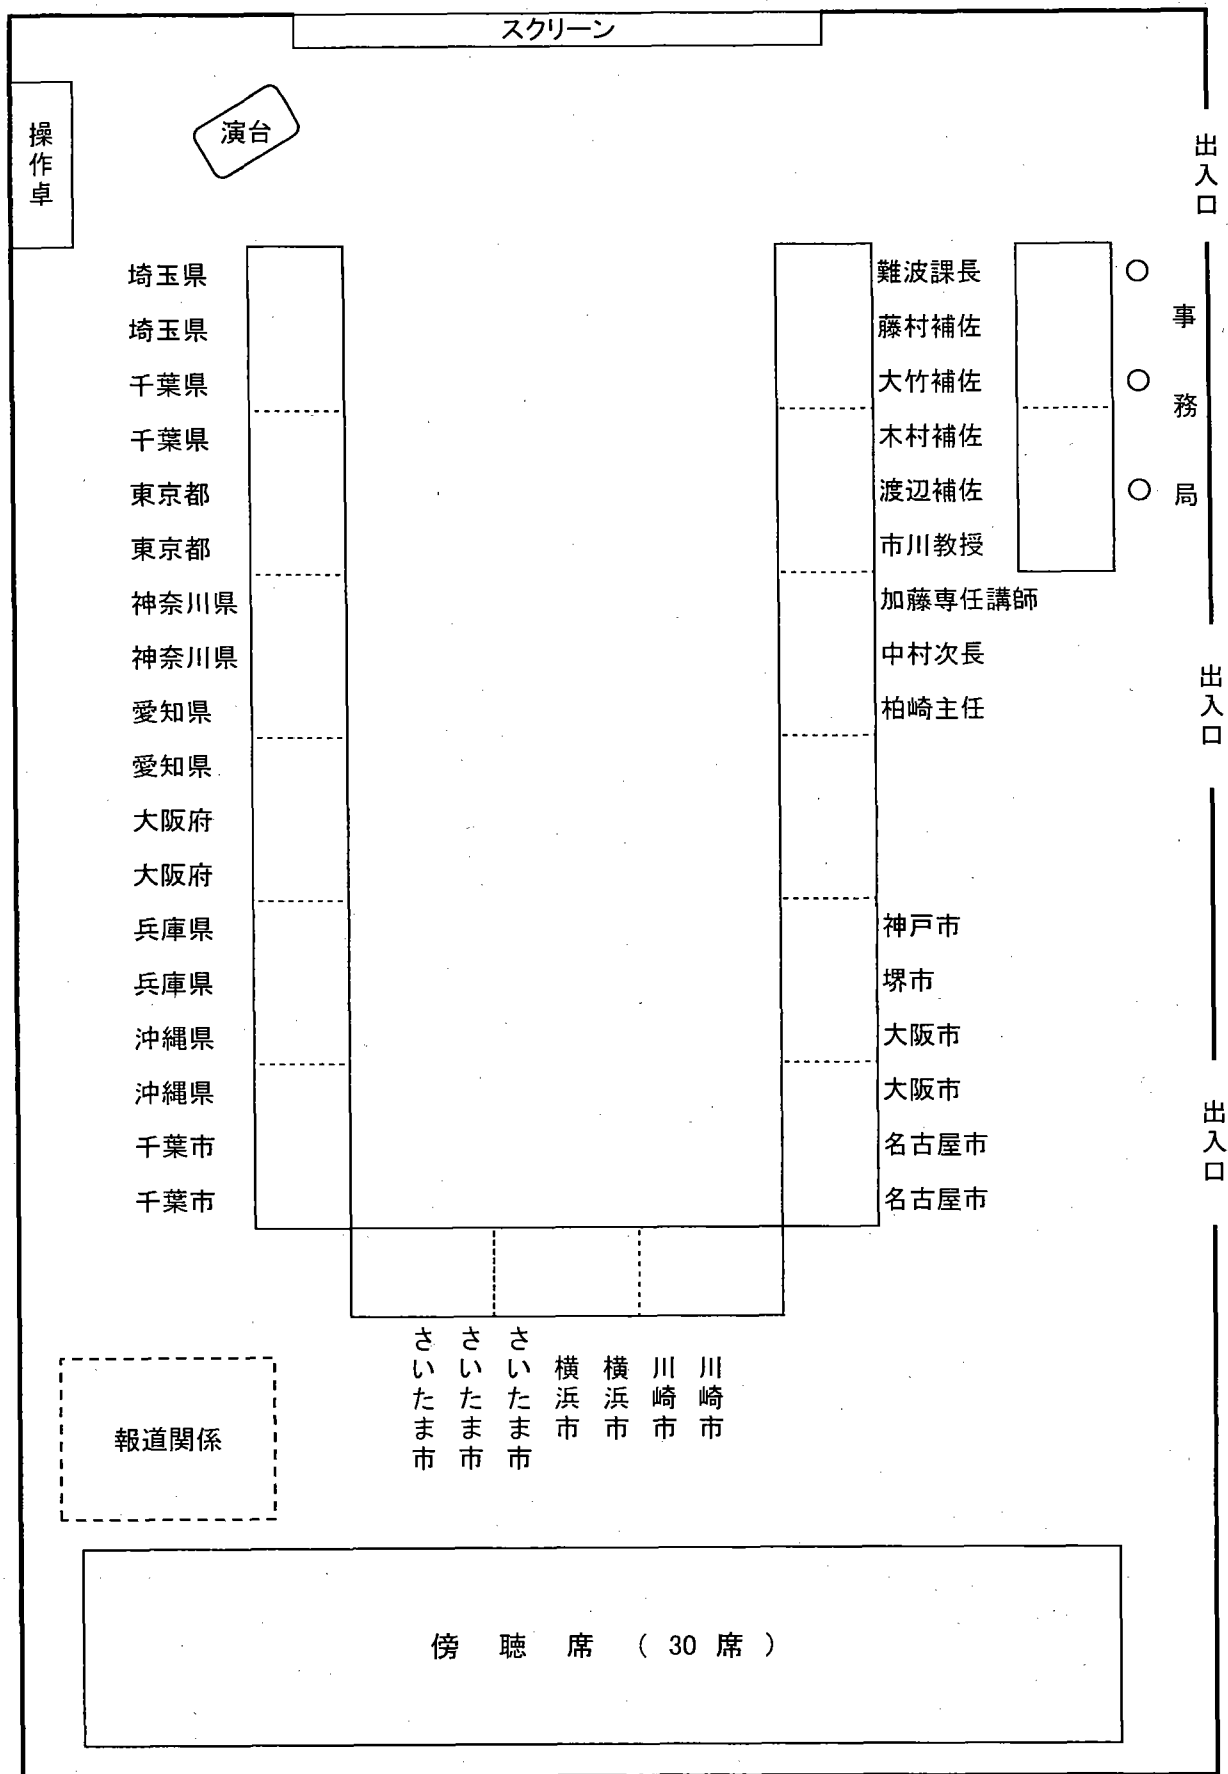 スクリーン
操作卓
演台
出入口
埼玉県
埼玉県
千葉県
千葉県
東京都
東京都
神奈川県
神奈川県
愛知県
愛知県
大阪府
大阪府
兵庫県
兵庫県
沖縄県
沖縄県
千葉市
千葉市
難波課長
藤村補佐
大竹補佐
木村補佐
渡辺補佐
市川教授
加藤専任講師
中村次長
柏崎主任
神戸市
堺市
大阪市
大阪市
名古屋市
名古屋市
○
○
○
事務局
出入口
出入口
さいたま市
さいたま市
さいたま市
横浜市
横浜市
川崎市
川崎市
報道関係
傍聴席(30席)